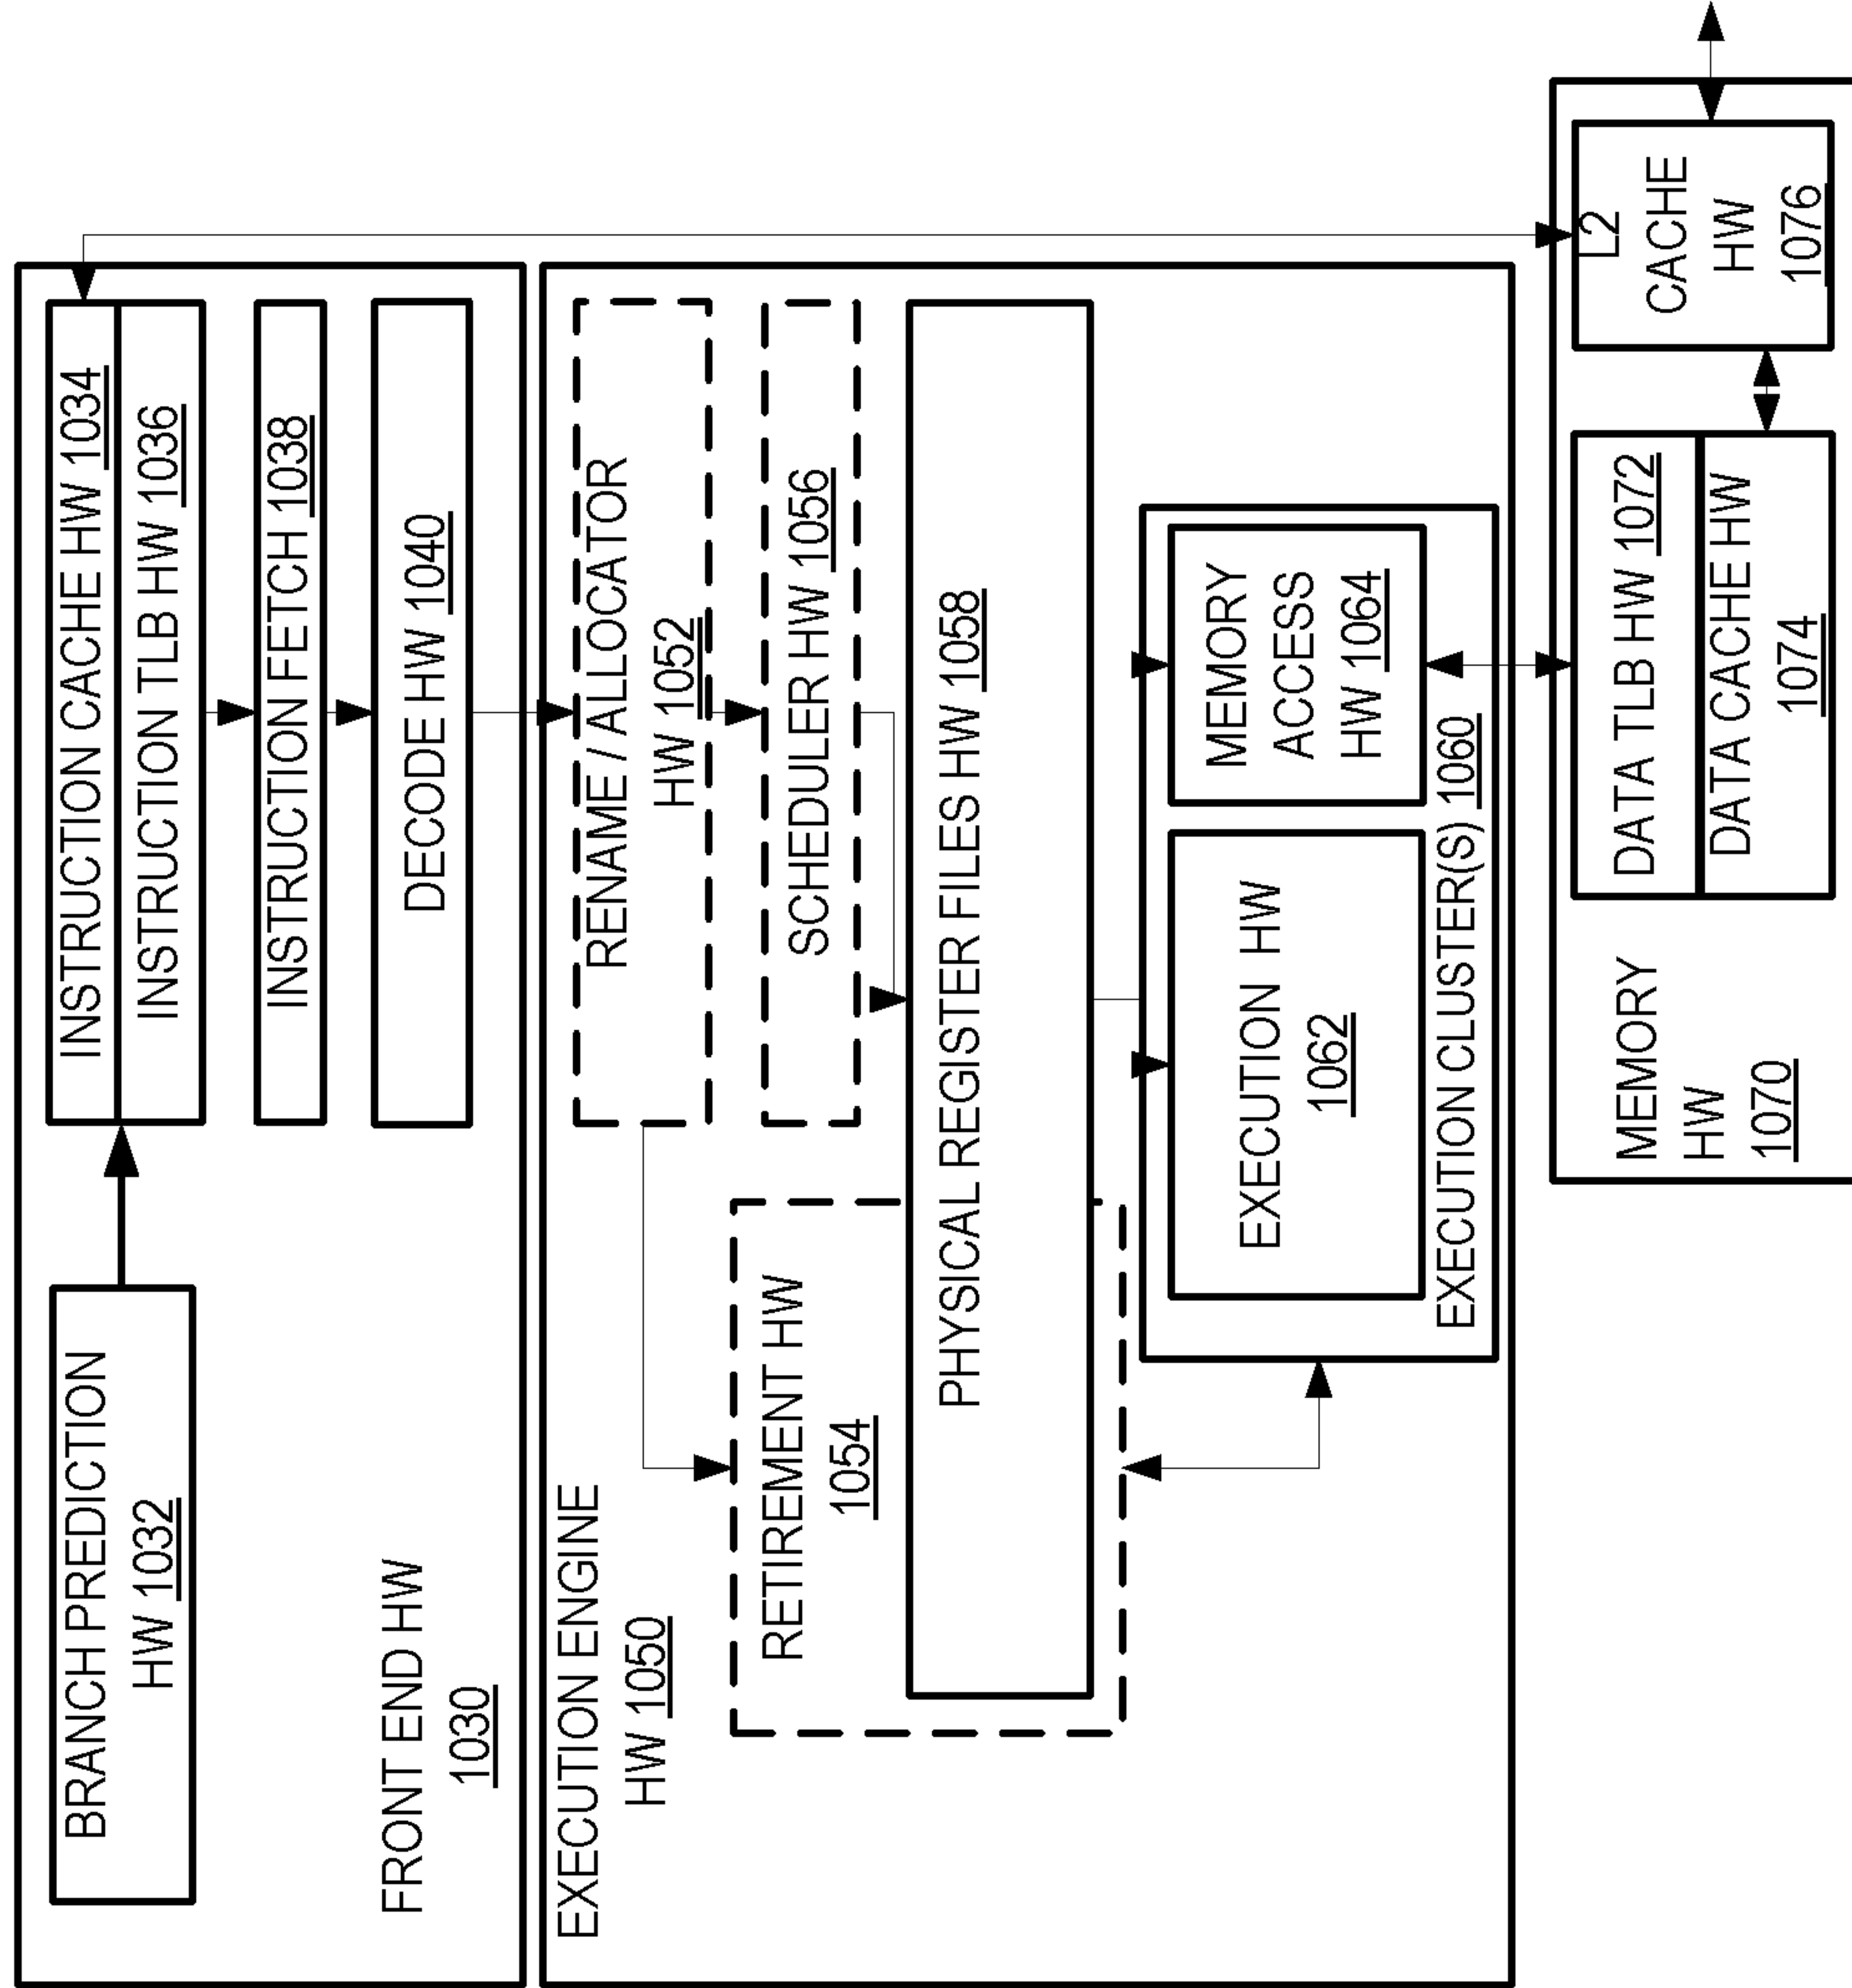 BRANCH PREDICTION
HW 1032
INSTRUCTION CACHE HW 1034
INSTRUCTION TLB HW 1036
INSTRUCTION FETCH 1038
DECODE HW 1040
FRONT END HW
1030
EXECUTION ENGINE
HW 1050
RENAME / ALLOCATOR
HW 1052
RETIREMENT HW
1054
SCHEDULER HW 1056
PHYSICAL REGISTER FILES HW 1058
EXECUTION HW
1062
MEMORY
ACCESS
HW 1064
EXECUTION CLUSTER(S) 1060
MEMORY
HW
1070
DATA TLB HW 1072
DATA CACHE HW
1074
L2
CACHE
HW
1076